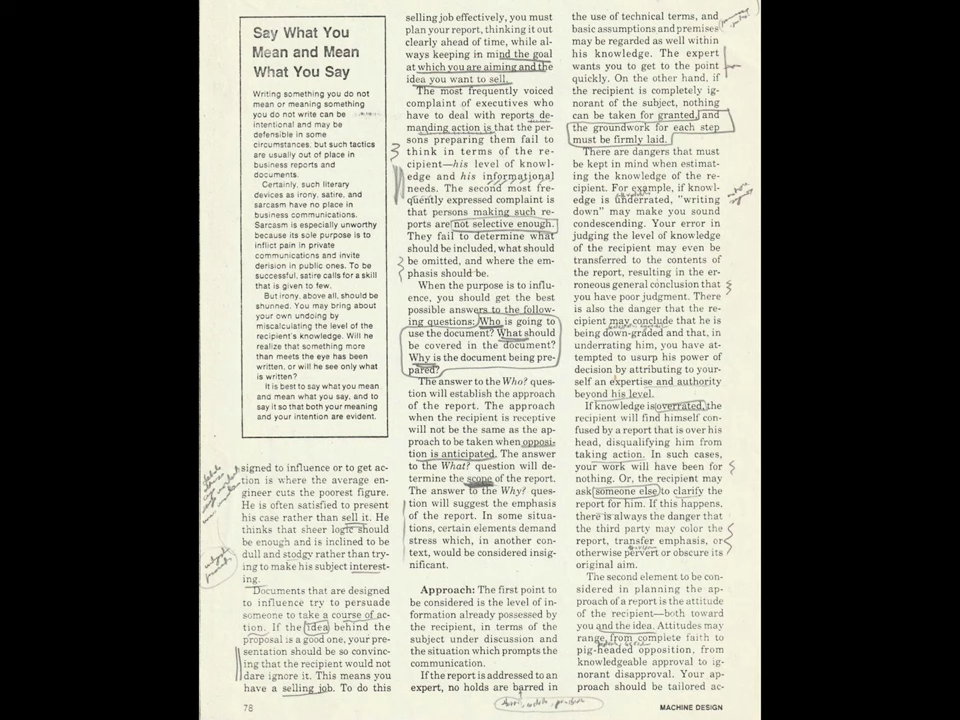 Say What You
Mean and Mean
What You Say
Writing something you do not
mean or meaning something
you do not write can be
intentional and may be
defensible in some
circumstances, but such tactics
are usually out of place in
business reports and
documents.
Certainly, such literary
devices as irony, satire, and
sarcasm have no place in
business communications.
Sarcasm is especially unworthy
because its sole purpose is to
inflict pain in private
communications and invite
derision in public ones. To be
successful, satire calls for a skill
that is given to few.
But irony, above all, should be
shunned. You may bring about
your own undoing by
miscalculating the level of the
recipient's knowledge. Will he
realize that something more
than meets the eye has been
written, or will he see only what
is written?
It is best to say what you mean
and mean what you say, and to
say it so that both your meaning
and your intention are evident.
signed to influence or to get ac-
tion is where the average en-
gineer cuts the poorest figure.
He is often satisfied to present
his case rather than sell it. He
thinks that sheer logic should
be enough and is inclined to be
dull and stodgy rather than try-
ing to make his subject interest-
ing.
Documents that are designed
to influence try to persuade
someone to take a course of ac-
tion. If the idea behind the
proposal is a good one, your pre-
sentation should be so convinc-
ing that the recipient would not
dare ignore it. This means you
have a selling job. To do this
selling job effectively, you must
plan your report, thinking it out
clearly ahead of time, while al-
ways keeping in mind the goal
at which you are aiming and the
idea you want to sell.
The most frequently voiced
complaint of executives who
have to deal with reports de-
manding action is that the per-
sons preparing them fail to
think in terms of the re-
cipient—his level of knowl-
edge and his informational
needs. The second most fre-
quently expressed complaint is
that persons making such re-
ports are not selective enough.
They fail to determine what
should be included, what should
be omitted, and where the em-
phasis should be.
When the purpose is to influ-
ence, you should get the best
possible answers to the follow-
ing questions: Who is going to
use the document? What should
be covered in the document?
Why is the document being pre-
pared?
The answer to the Who? ques-
tion will establish the approach
of the report. The approach
when the recipient is receptive
will not be the same as the ap-
proach to be taken when opposi-
tion is anticipated. The answer
to the What? question will de-
termine the scope of the report.
The answer to the Why? ques-
tion will suggest the emphasis
of the report. In some situa-
tions, certain elements demand
stress which, in another con-
text, would be considered insig-
nificant.
Approach: The first point to
be considered is the level of in-
formation already possessed by
the recipient, in terms of the
subject under discussion and
the situation which prompts the
communication.
If the report is addressed to an
expert, no holds are barred in
the use of technical terms, and
basic assumptions and premises
may be regarded as well within
his knowledge. The expert
wants you to get to the point
quickly. On the other hand, if
the recipient is completely ig-
norant of the subject, nothing
can be taken for granted, and
the groundwork for each step
must be firmly laid.
There are dangers that must
be kept in mind when estimat-
ing the knowledge of the re-
cipient. For example, if knowl-
edge is underrated, "writing
down" may make you sound
condescending. Your error in
judging the level of knowledge
of the recipient may even be
transferred to the contents of
the report, resulting in the er-
roneous general conclusion that
you have poor judgment. There
is also the danger that the re-
cipient may conclude that he is
being down-graded and that, in
underrating him, you have at-
tempted to usurp his power of
decision by attributing to your-
self an expertise and authority
beyond his level.
If knowledge is overrated, the
recipient will find himself con-
fused by a report that is over his
head, disqualifying him from
taking action. In such cases,
your work will have been for
nothing. Or, the recipient may
ask someone else to clarify the
report for him. If this happens,
there is always the danger that
the third party may color the
report, transfer emphasis, or
otherwise pervert or obscure its
original aim.
The second element to be con-
sidered in planning the ap-
proach of a report is the attitude
of the recipient—both toward
you and the idea. Attitudes may
range from complete faith to
pig-headed opposition, from
knowledgeable approval to ig-
norant disapproval. Your ap-
proach should be tailored ac-
78
MACHINE DESIGN